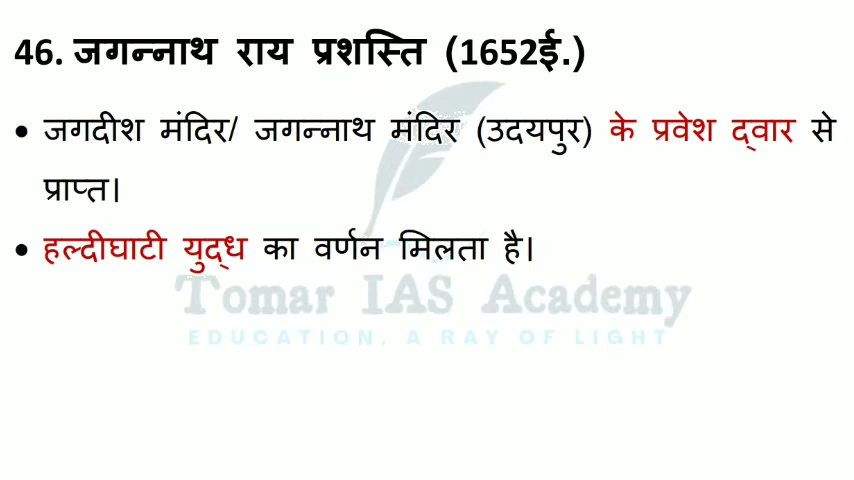 46. जगन्नाथ राय प्रशस्ति (1652ई.)
• जगदीश मंदिर/ जगन्नाथ मंदिर (उदयपुर) के प्रवेश द्वार से
प्राप्त।
• हल्दीघाटी युद्ध का वर्णन मिलता है।
Tomar IAS Academy
EDUCATION, A RAY OF LIGHT